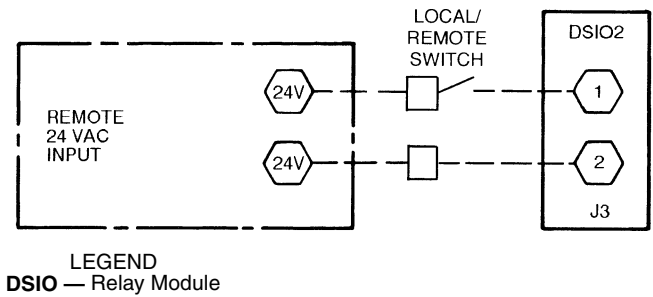 LOCAL/
REMOTE
SWITCH
DSIO2
24V
1
REMOTE
24 VAC
INPUT
24V
2
J3
LEGEND
DSIO — Relay Module